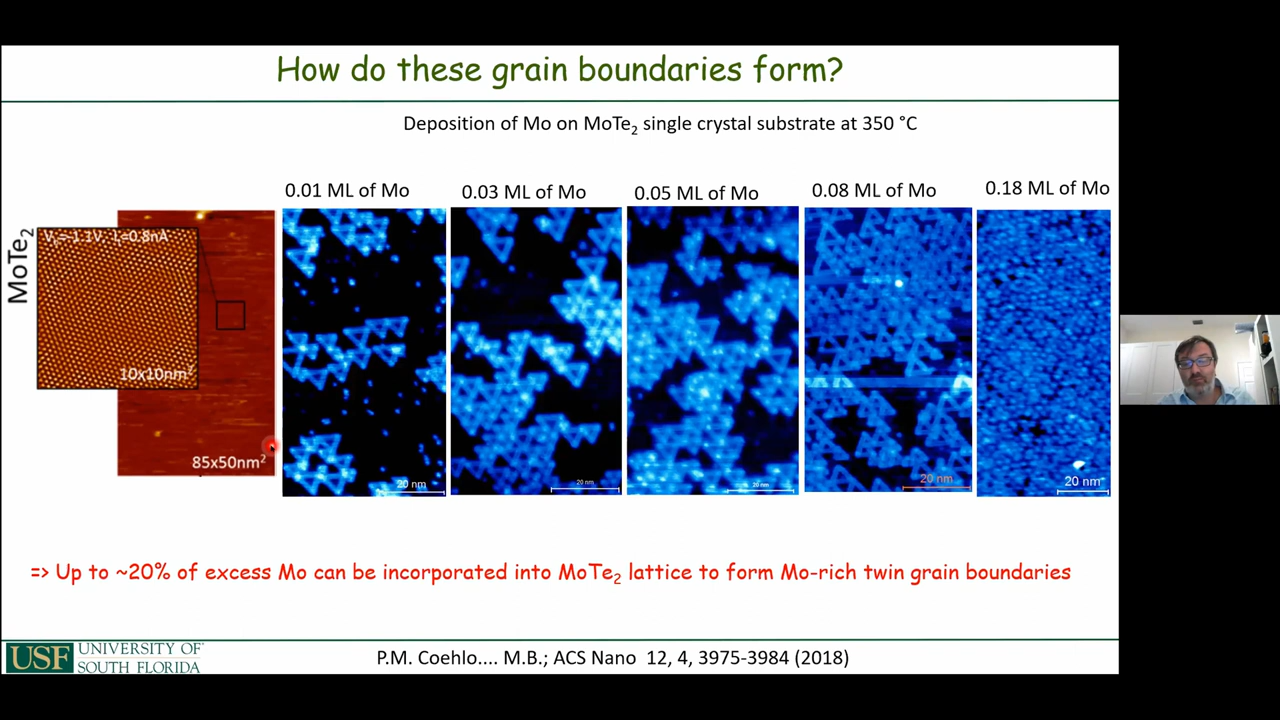 How do these grain boundaries form?
Deposition of Mo on MoTe₂ single crystal substrate at 350 °C
0.01 ML of Mo
0.03 ML of Mo
0.05 ML of Mo
0.08 ML of Mo
0.18 ML of Mo
MoTe₂
10x10nm²
85x50nm²
20 nm
20 nm
20 nm
20 nm
20 nm
=> Up to ~20% of excess Mo can be incorporated into MoTe₂ lattice to form Mo-rich twin grain boundaries
USF UNIVERSITY OF
SOUTH FLORIDA
P.M. Coehlo.... M.B.; ACS Nano 12, 4, 3975-3984 (2018)